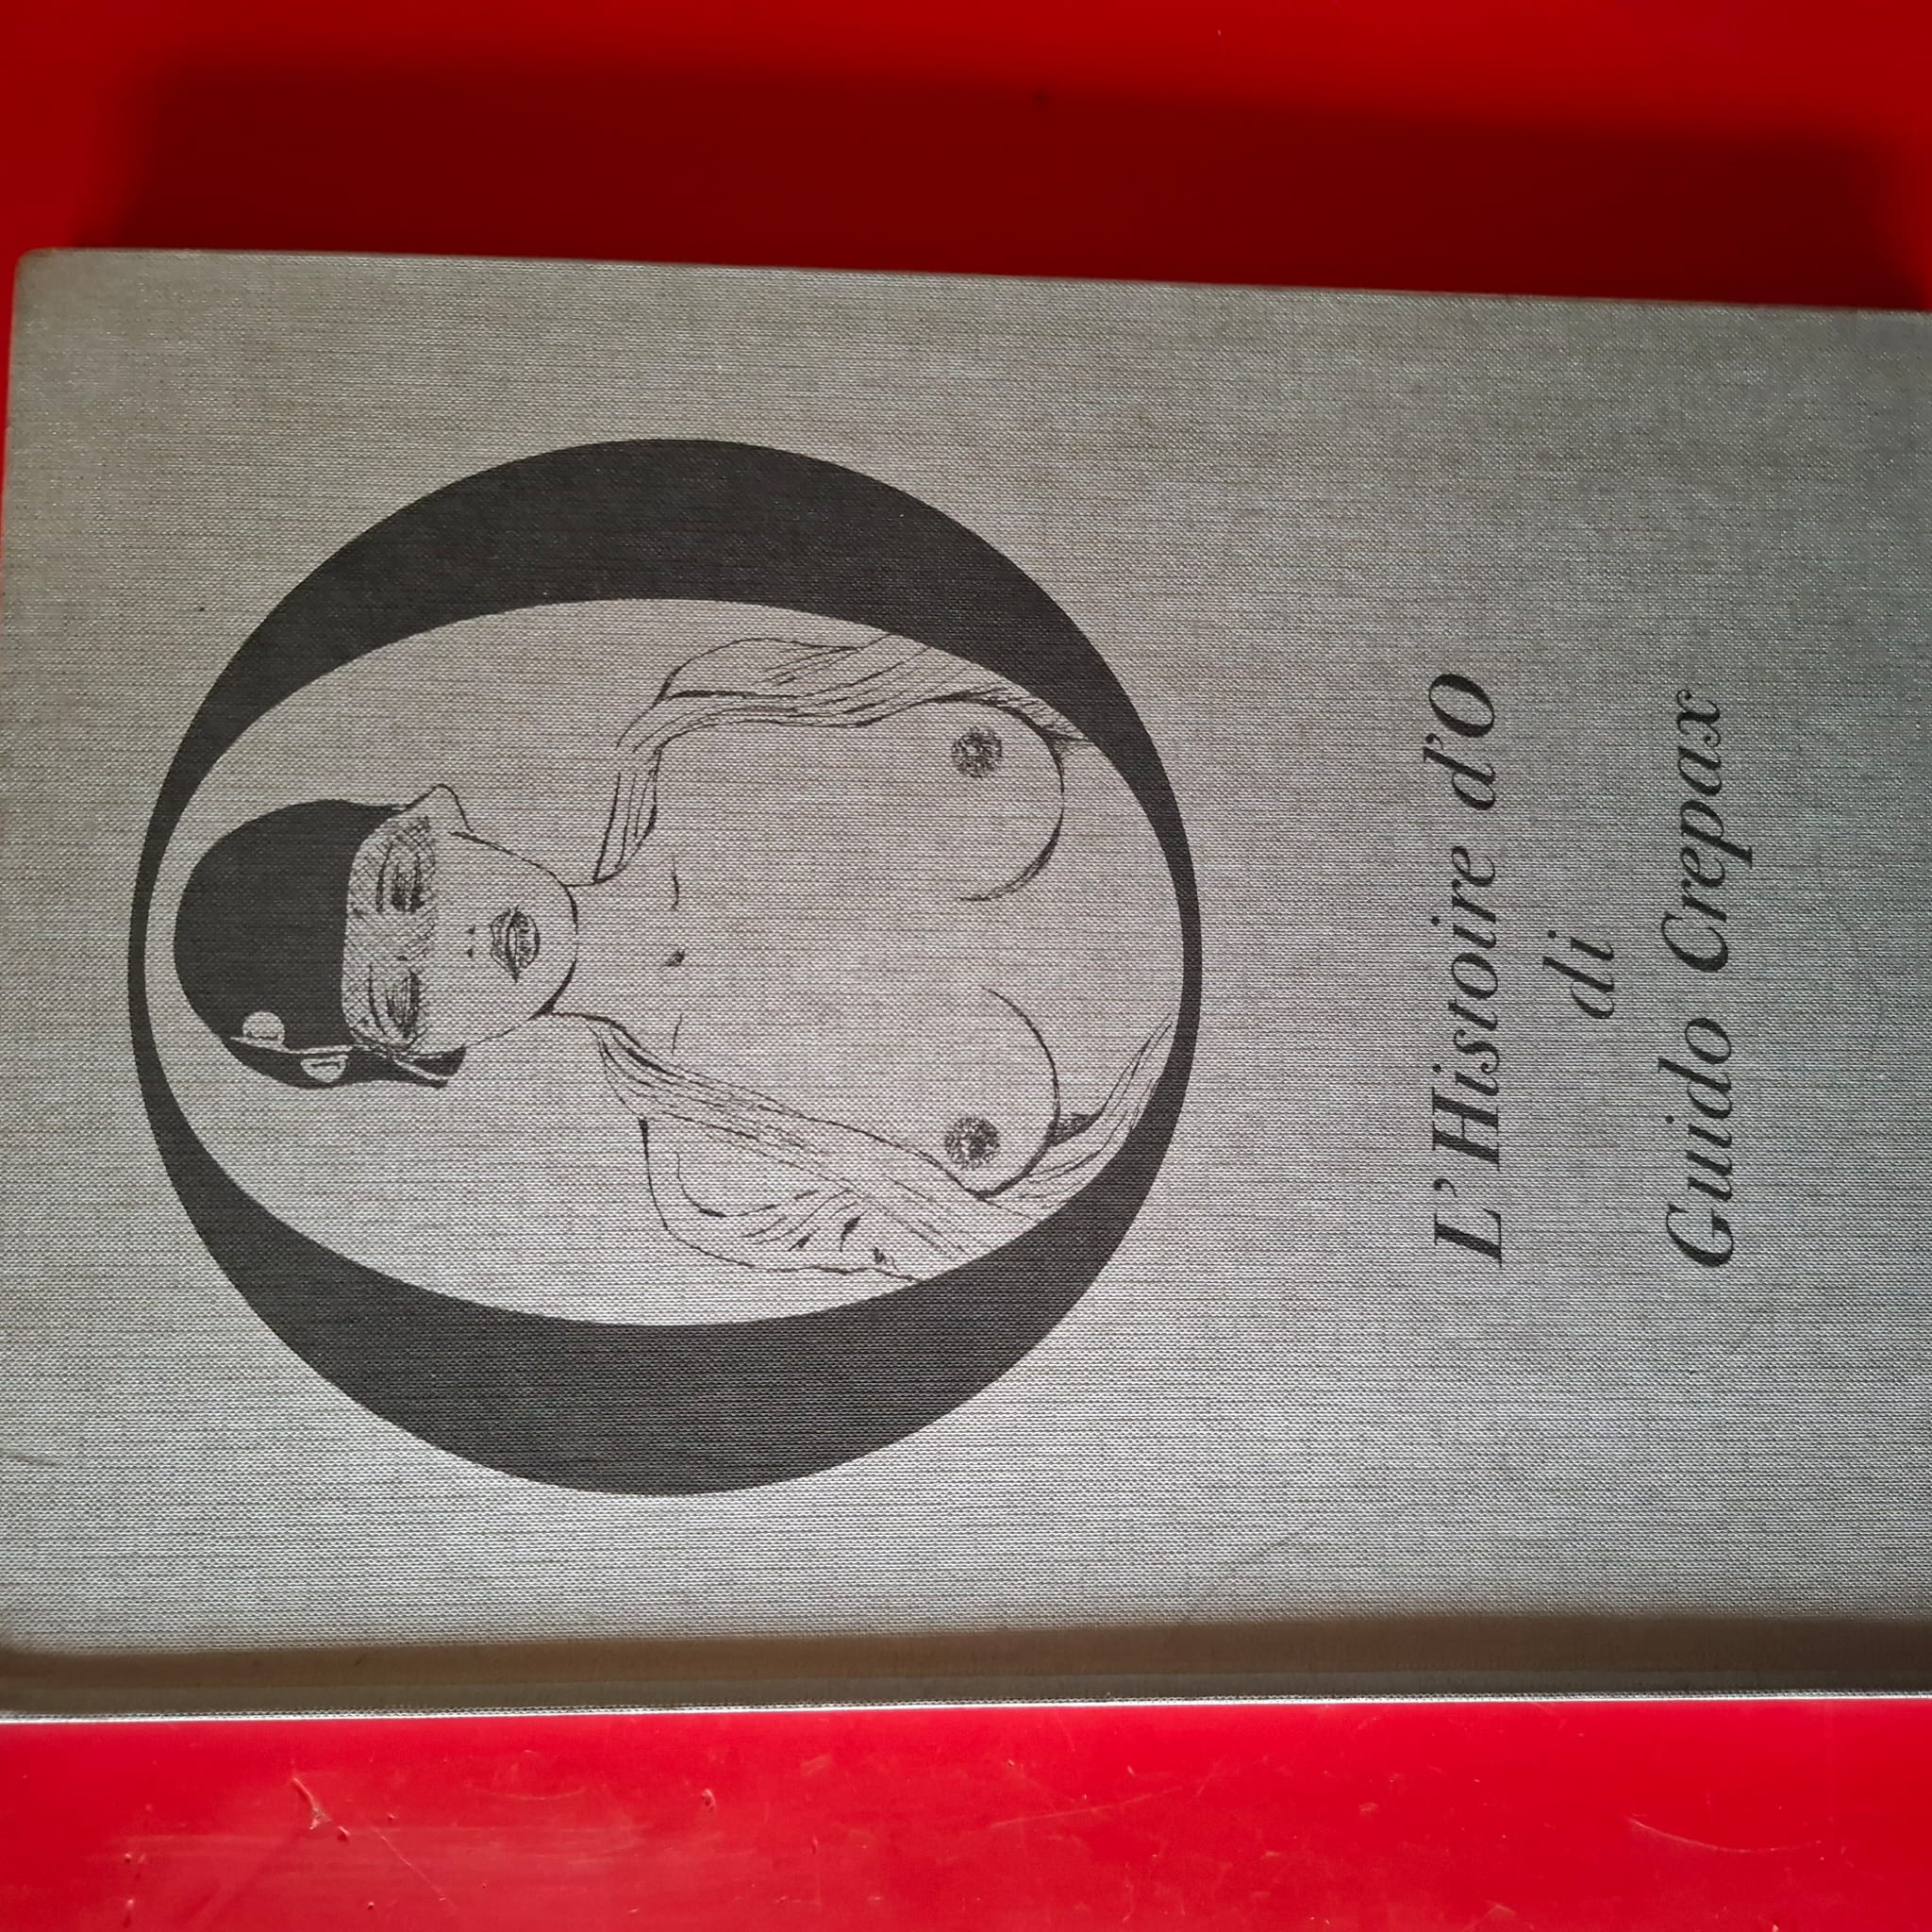 L'Histoire d'O
di
Guido Crepax